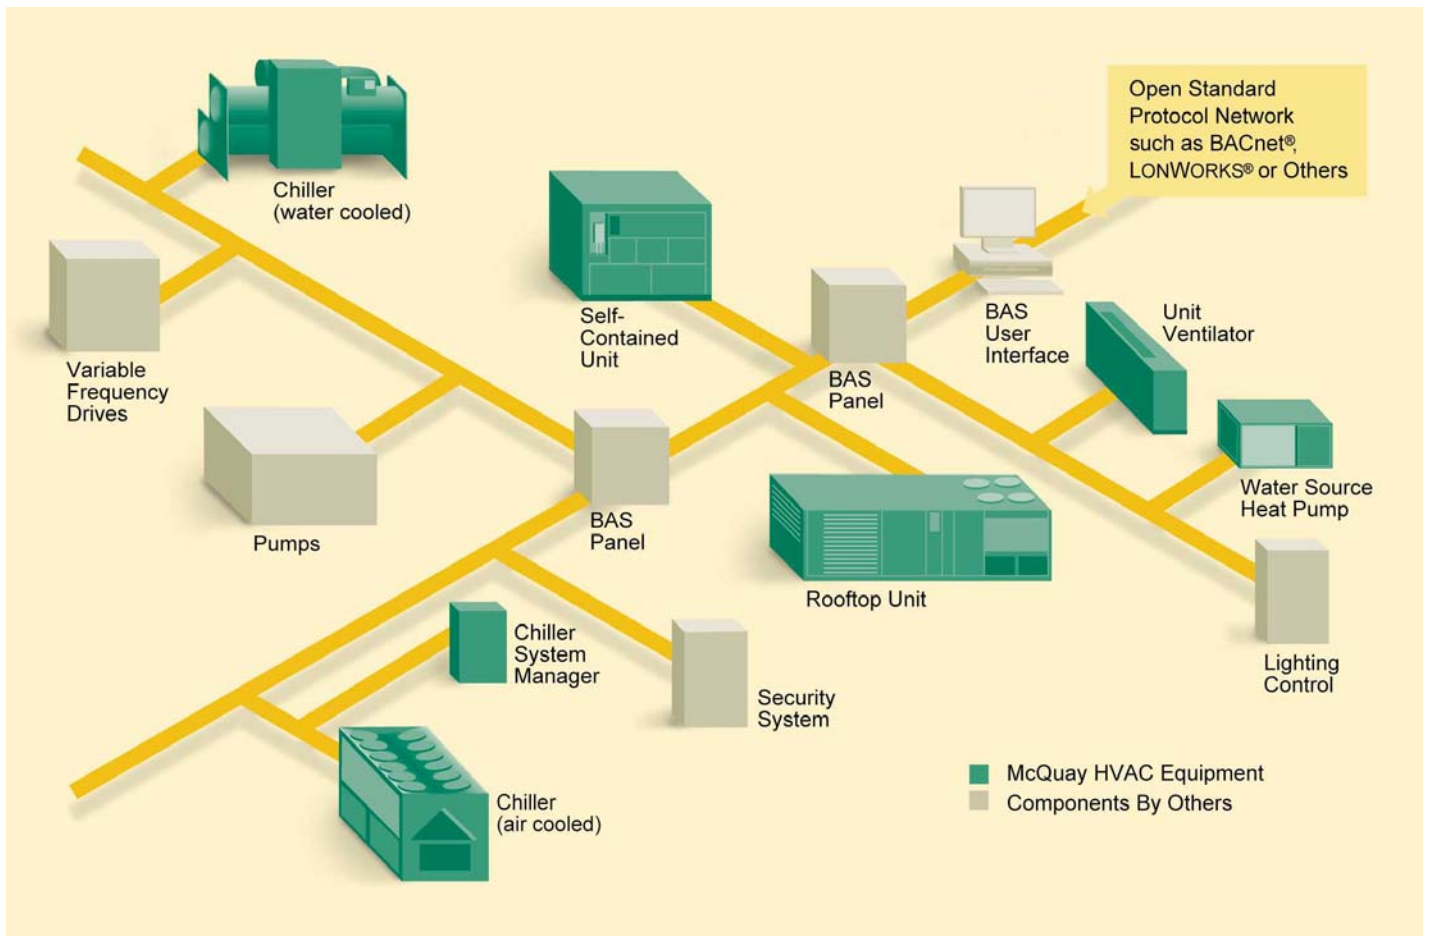 Open Standard
Protocol Network
such as BACnet®,
LONWORKS® or Others
Chiller
(water cooled)
Self-
Contained
Unit
BAS
User
Interface
Unit
Ventilator
Variable
Frequency
Drives
BAS
Panel
Water Source
Heat Pump
Pumps
BAS
Panel
Rooftop Unit
Chiller
System
Manager
Lighting
Control
Security
System
McQuay HVAC Equipment
Components By Others
Chiller
(air cooled)